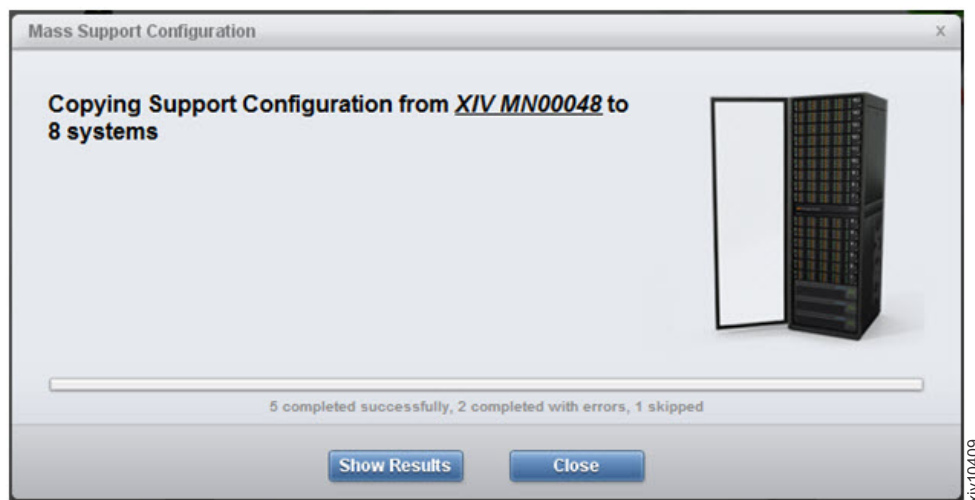 Mass Support Configuration
x
Copying Support Configuration from XIV MN00048 to
8 systems
5 completed successfully, 2 completed with errors, 1 skipped
Show Results
Close
xiv10409